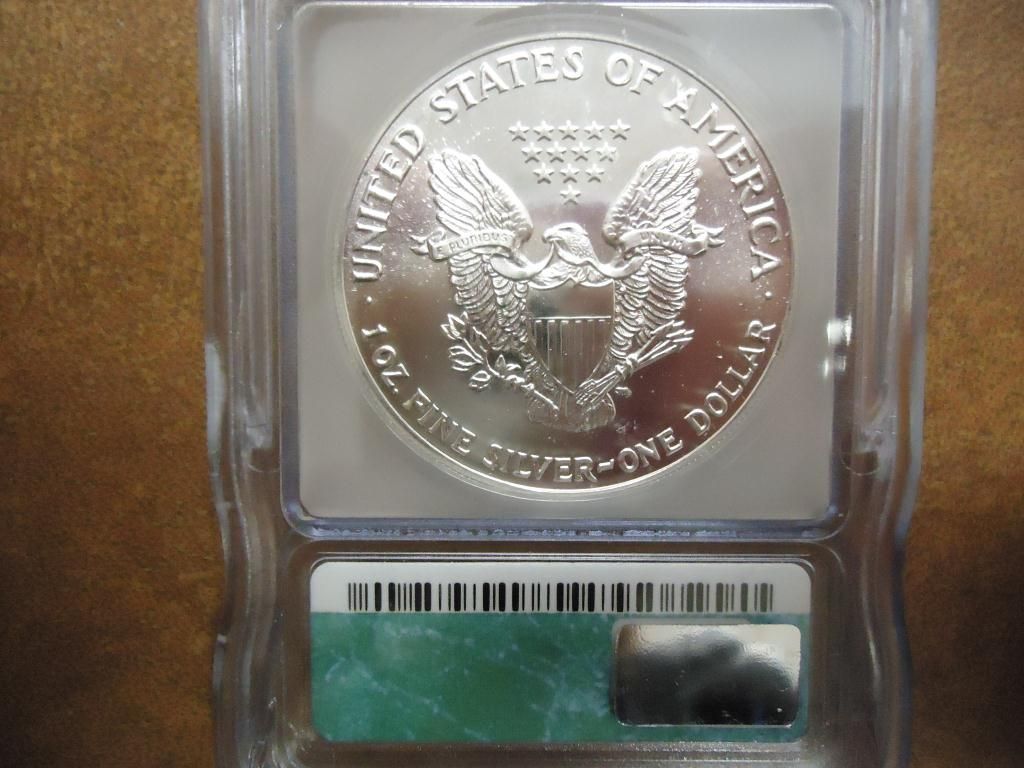 UNITED STATES OF AMERICA
E PLURIBUS UNUM
· 1 OZ. FINE SILVER~ONE DOLLAR ·